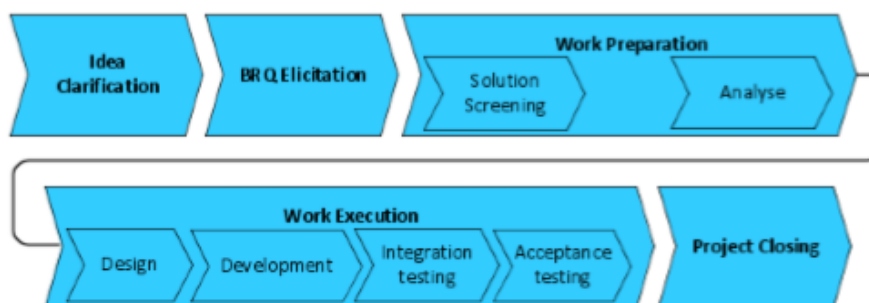 Idea
Clarification
BRQ Elicitation
Work Preparation
Solution
Screening
Analyse
Work Execution
Design
Development
Integration
testing
Acceptance
testing
Project Closing